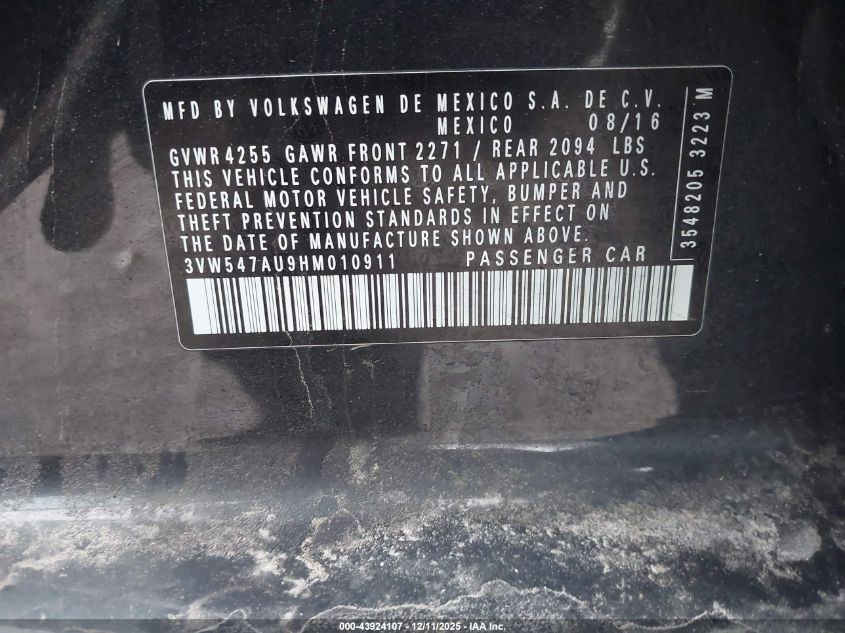 MFD BY VOLKSWAGEN DE MEXICO S.A. DE C.V.
MEXICO 08/16
GVWR 4255 GAWR FRONT 2271 / REAR 2094 LBS
THIS VEHICLE CONFORMS TO ALL APPLICABLE U.S.
FEDERAL MOTOR VEHICLE SAFETY, BUMPER AND
THEFT PREVENTION STANDARDS IN EFFECT ON
THE DATE OF MANUFACTURE SHOWN ABOVE.
3VW547AU9HM010911 PASSENGER CAR
3548205 3223 M
000-43924107 - 12/11/2025 - IAA Inc.